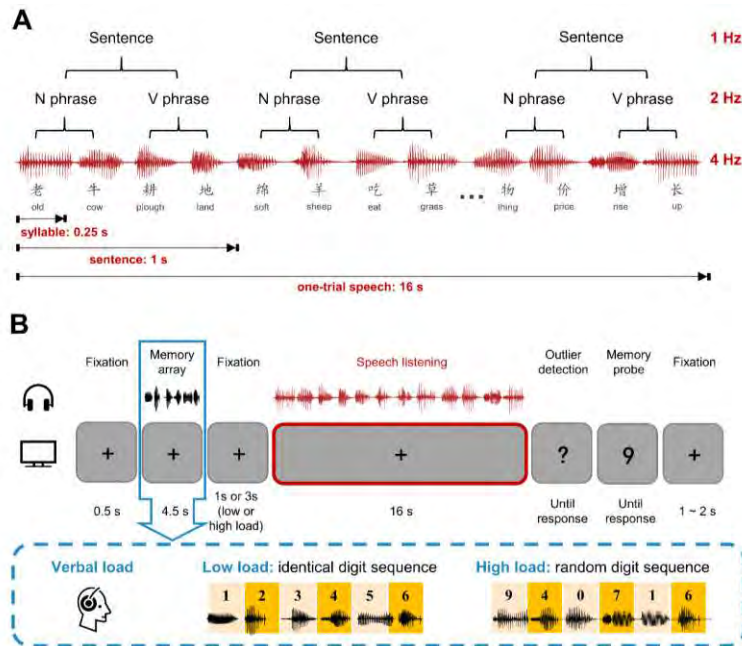 A
Sentence Sentence Sentence 1 Hz
N phrase V phrase N phrase V phrase N phrase V phrase 2 Hz
4 Hz
老 牛 耕 地 绵 羊 吃 草 … 物 价 增 长
old cow plough land soft sheep eat grass thing price rise up
syllable: 0.25 s
sentence: 1 s
one-trial speech: 16 s
B
Fixation Memory array Fixation Speech listening Outlier detection Memory probe Fixation
+ + + + ? 9 +
0.5 s 4.5 s 1s or 3s (low or high load) 16 s Until response Until response 1 ~ 2 s
Verbal load Low load: identical digit sequence High load: random digit sequence
1 2 3 4 5 6 9 4 0 7 1 6